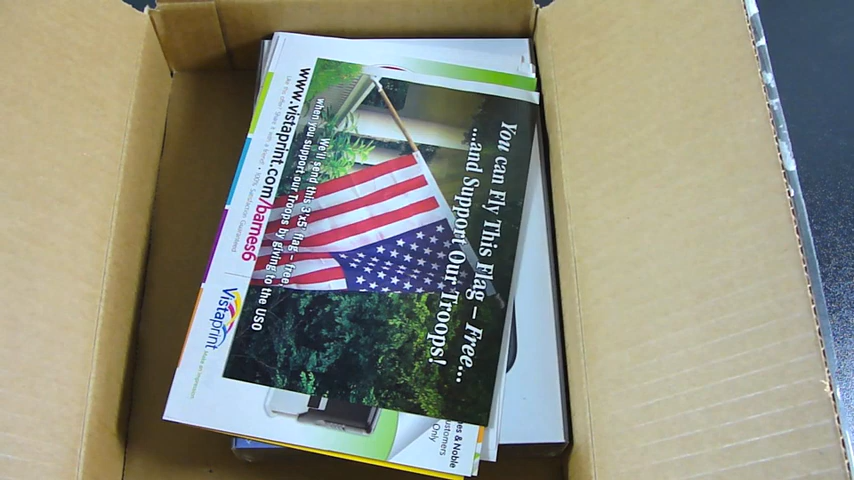 You can Fly This Flag – Free...
...and Support Our Troops!
We'll send this 3'x5' flag – free
when you support our Troops by giving to the USO
www.vistaprint.com/barnes6
Vistaprint
& Noble
Only